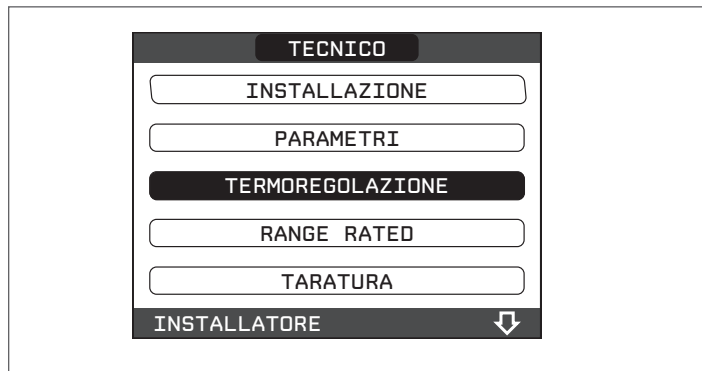 TECNICO
INSTALLAZIONE
PARAMETRI
TERMOREGOLAZIONE
RANGE RATED
TARATURA
INSTALLATORE